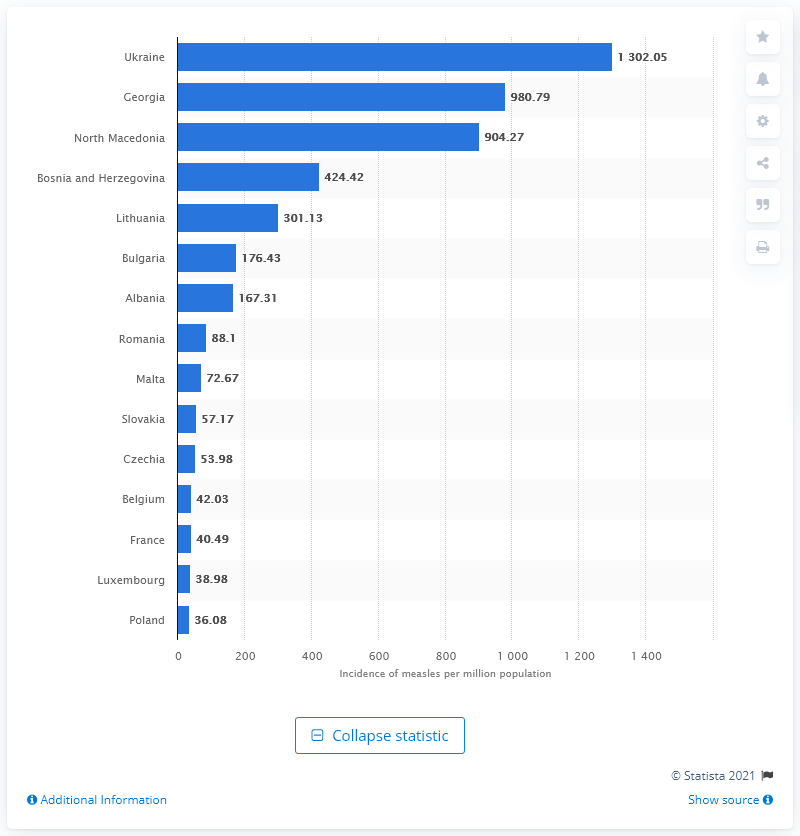 Ukraine 1 302.05
Georgia 980.79
North Macedonia 904.27
Bosnia and Herzegovina 424.42
Lithuania 301.13
Bulgaria 176.43
Albania 167.31
Romania 88.1
Malta 72.67
Slovakia 57.17
Czechia 53.98
Belgium 42.03
France 40.49
Luxembourg 38.98
Poland 36.08
0 200 400 600 800 1 000 1 200 1 400
Incidence of measles per million population
Collapse statistic
© Statista 2021
Additional Information
Show source